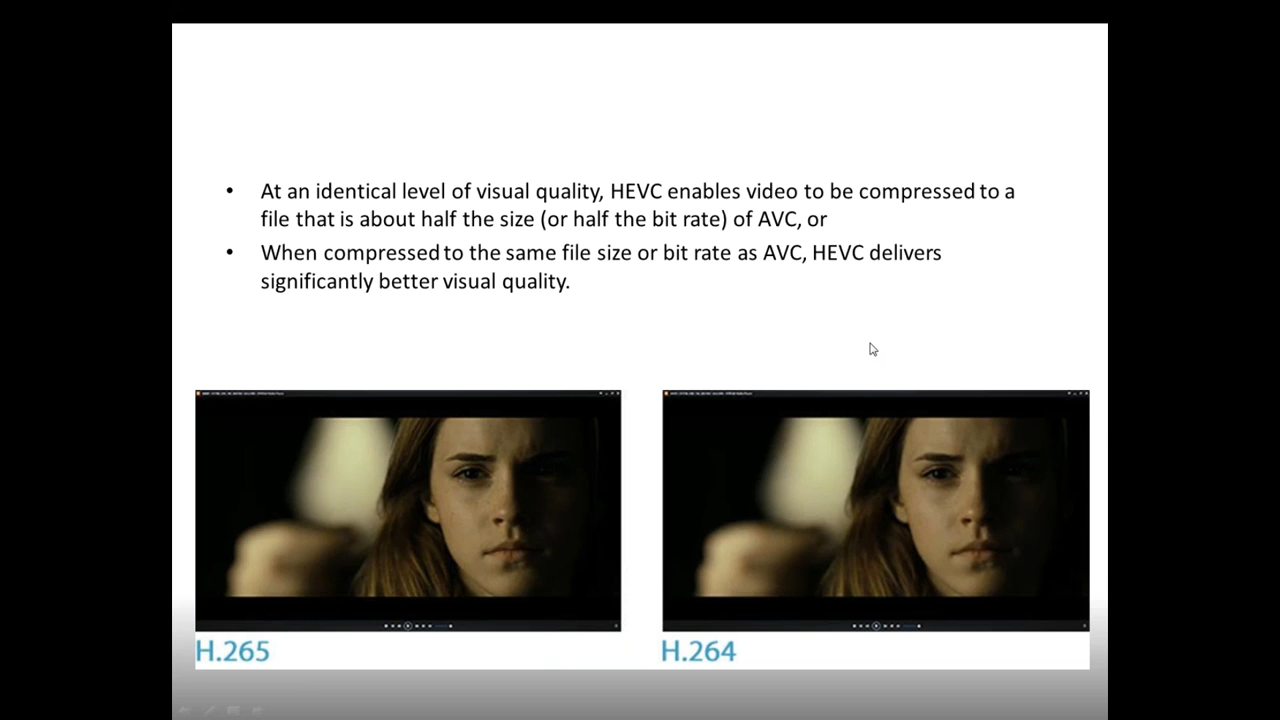 • At an identical level of visual quality, HEVC enables video to be compressed to a
file that is about half the size (or half the bit rate) of AVC, or
• When compressed to the same file size or bit rate as AVC, HEVC delivers
significantly better visual quality.
H.265
H.264